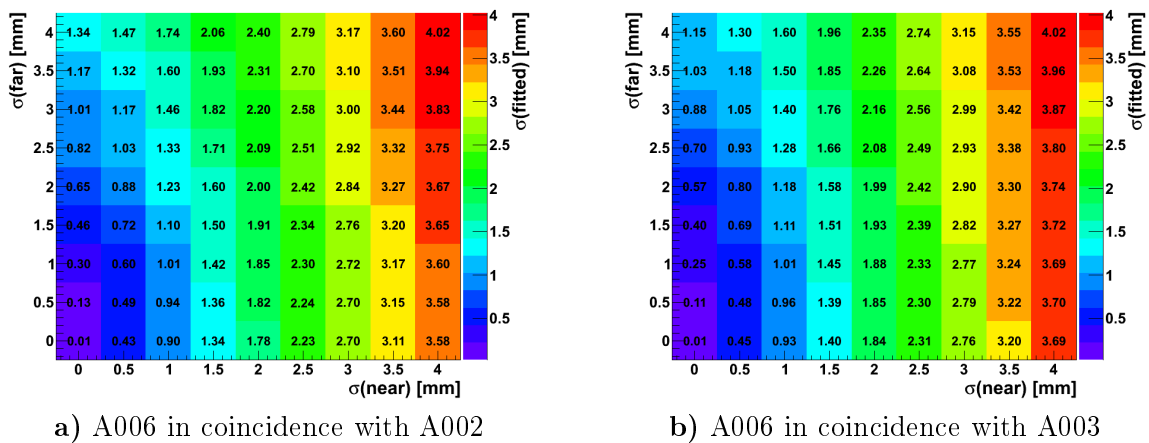 σ(far) [mm]
4 1.34 1.47 1.74 2.06 2.40 2.79 3.17 3.60 4.02 4
3.5 1.17 1.32 1.60 1.93 2.31 2.70 3.10 3.51 3.94 3.5
3 1.01 1.17 1.46 1.82 2.20 2.58 3.00 3.44 3.83 3
2.5 0.82 1.03 1.33 1.71 2.09 2.51 2.92 3.32 3.75 2.5
2 0.65 0.88 1.23 1.60 2.00 2.42 2.84 3.27 3.67 2
1.5 0.46 0.72 1.10 1.50 1.91 2.34 2.76 3.20 3.65 1.5
1 0.30 0.60 1.01 1.42 1.85 2.30 2.72 3.17 3.60 1
0.5 0.13 0.49 0.94 1.36 1.82 2.24 2.70 3.15 3.58 0.5
0 0.01 0.43 0.90 1.34 1.78 2.23 2.70 3.11 3.58
0 0.5 1 1.5 2 2.5 3 3.5 4
σ(near) [mm]
σ(fitted) [mm]
a) A006 in coincidence with A002
σ(far) [mm]
4 1.15 1.30 1.60 1.96 2.35 2.74 3.15 3.55 4.02 4
3.5 1.03 1.18 1.50 1.85 2.26 2.64 3.08 3.53 3.96 3.5
3 0.88 1.05 1.40 1.76 2.16 2.56 2.99 3.42 3.87 3
2.5 0.70 0.93 1.28 1.66 2.08 2.49 2.93 3.38 3.80 2.5
2 0.57 0.80 1.18 1.58 1.99 2.42 2.90 3.30 3.74 2
1.5 0.40 0.69 1.11 1.51 1.93 2.39 2.82 3.27 3.72 1.5
1 0.25 0.58 1.01 1.45 1.88 2.33 2.77 3.24 3.69 1
0.5 0.11 0.48 0.96 1.39 1.85 2.30 2.79 3.22 3.70 0.5
0 0.01 0.45 0.93 1.40 1.84 2.31 2.76 3.20 3.69
0 0.5 1 1.5 2 2.5 3 3.5 4
σ(near) [mm]
σ(fitted) [mm]
b) A006 in coincidence with A003